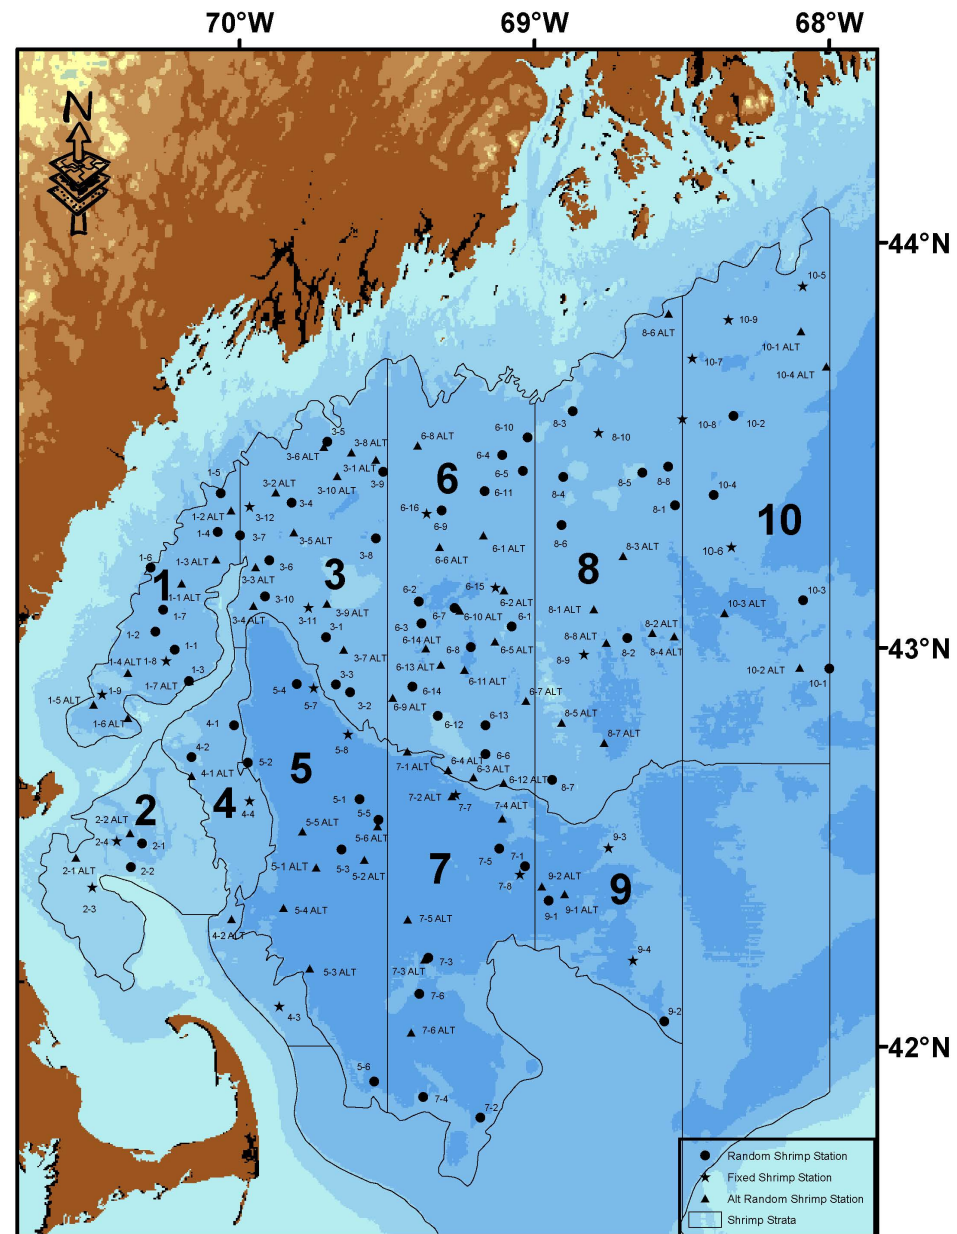 70°W 69°W 68°W
N
44°N
10-5
8-6 ALT
10-9
10-1 ALT
10-7
10-4 ALT
3-5
3-8 ALT
6-8 ALT
6-10
8-3
8-10
10-8
10-2
3-6 ALT
3-1 ALT
6-4
3-9
6
6-5
8-5
8-8
1-5
3-2 ALT
3-10 ALT
6-11
8-4
10-4
3-4
1-2 ALT
3-12
6-16
6-9
8-1
10
1-4
3-7
3-5 ALT
3-8
6-1 ALT
8-6
6-6 ALT
8-3 ALT
10-6
1-6
1-3 ALT
3-6
3
8
3-3 ALT
1
1-1 ALT
6-2
6-15
6-2 ALT
10-3
3-10
3-9 ALT
8-1 ALT
10-3 ALT
1-7
3-4 ALT
3-11
6-7
6-10 ALT
6-3
6-1
1-2
3-1
6-14 ALT
8-8 ALT
8-2 ALT
43°N
1-1
3-7 ALT
6-8
6-5 ALT
8-9
8-2
8-4 ALT
1-4 ALT
1-8
6-13 ALT
10-2 ALT
1-3
3-3
6-11 ALT
10-1
1-7 ALT
5-4
6-14
1-5 ALT
1-9
5-7
3-2
6-9 ALT
6-7 ALT
1-6 ALT
4-1
6-12
6-13
8-5 ALT
5-8
8-7 ALT
4-2
5-2
7-1 ALT
6-4 ALT
6-6
4-1 ALT
5
6-3 ALT
6-12 ALT
8-7
2
4
4-4
5-1
7-2 ALT
7-7
7-4 ALT
2-2 ALT
5-5 ALT
5-5
2-4
2-1
5-6 ALT
9-3
2-1 ALT
2-2
5-1 ALT
5-3
5-2 ALT
7
7-5
7-1
7-8
9-2 ALT
9
2-3
9-1
9-1 ALT
4-2 ALT
5-4 ALT
7-5 ALT
5-3 ALT
7-3 ALT
7-3
9-4
4-3
7-6
9-2
7-6 ALT
42°N
5-6
7-4
7-2
Random Shrimp Station
Fixed Shrimp Station
Alt Random Shrimp Station
Shrimp Strata